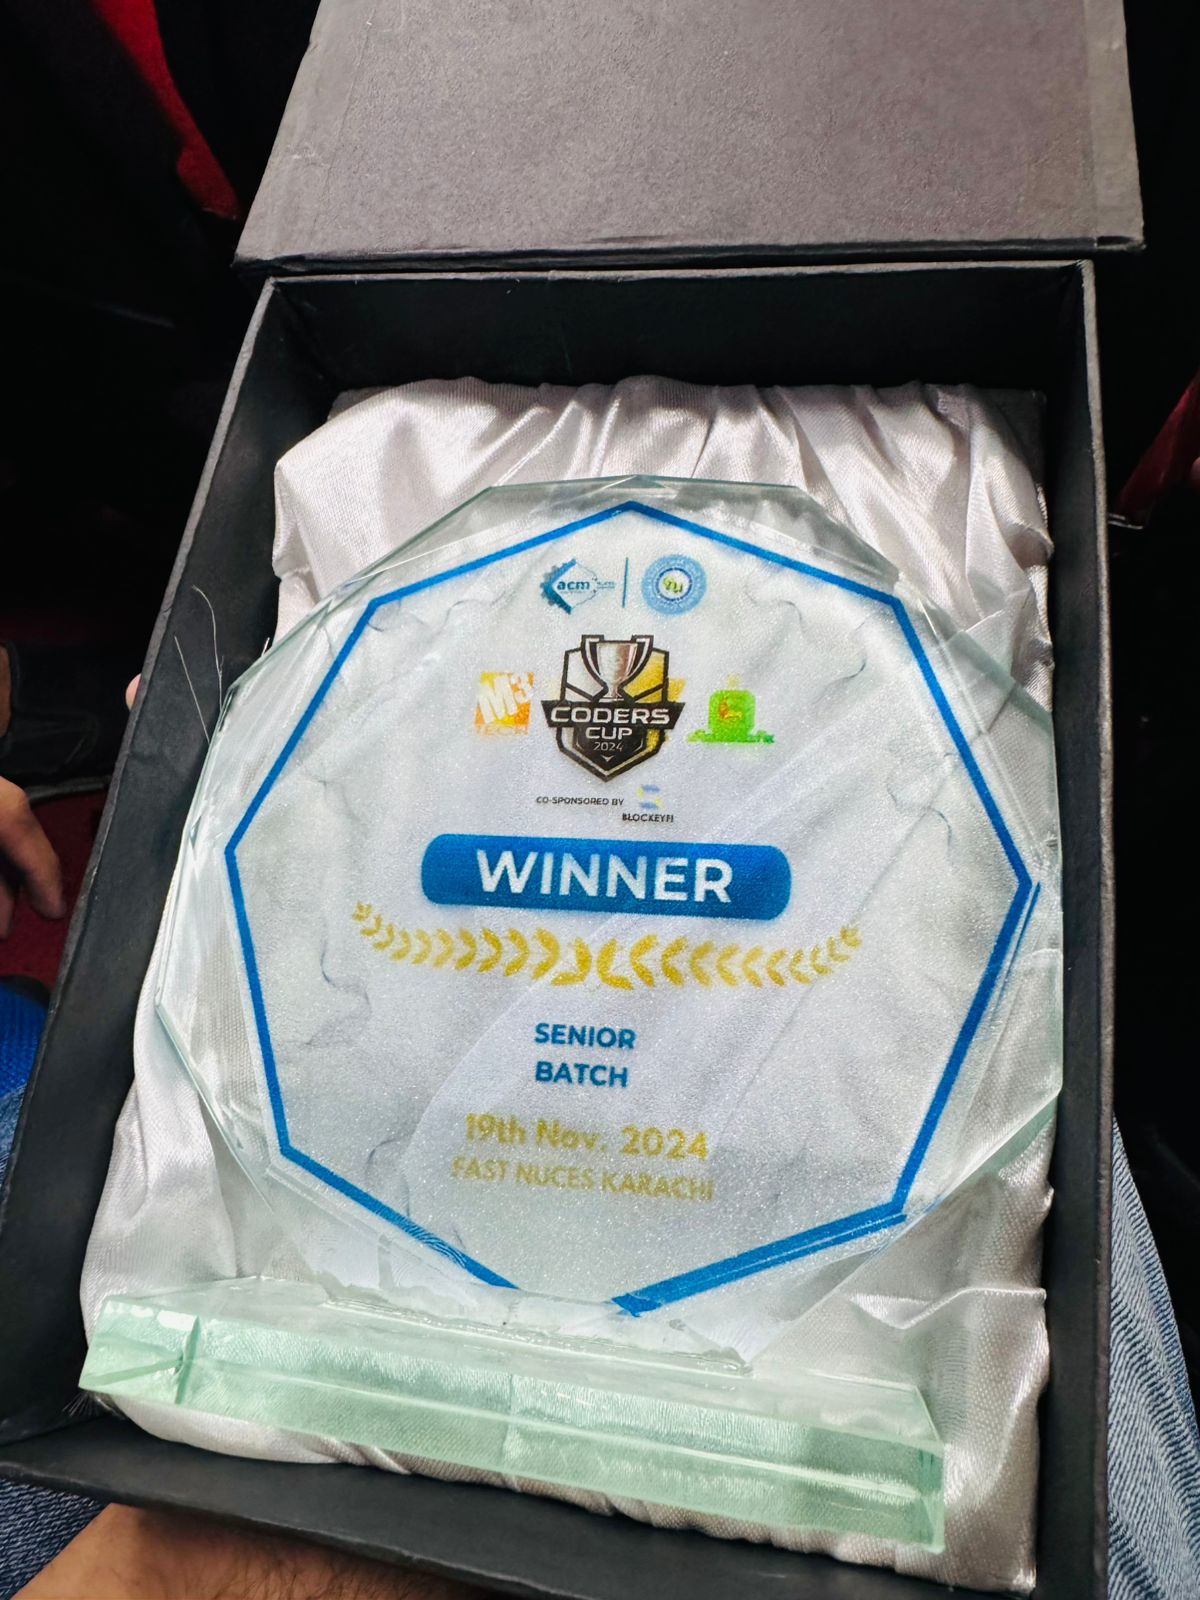 acm
M3
TECH
CODERS
CUP
2024
CO-SPONSORED BY
BLOCKEYFI
WINNER
SENIOR
BATCH
19th Nov. 2024
FAST NUCES KARACHI